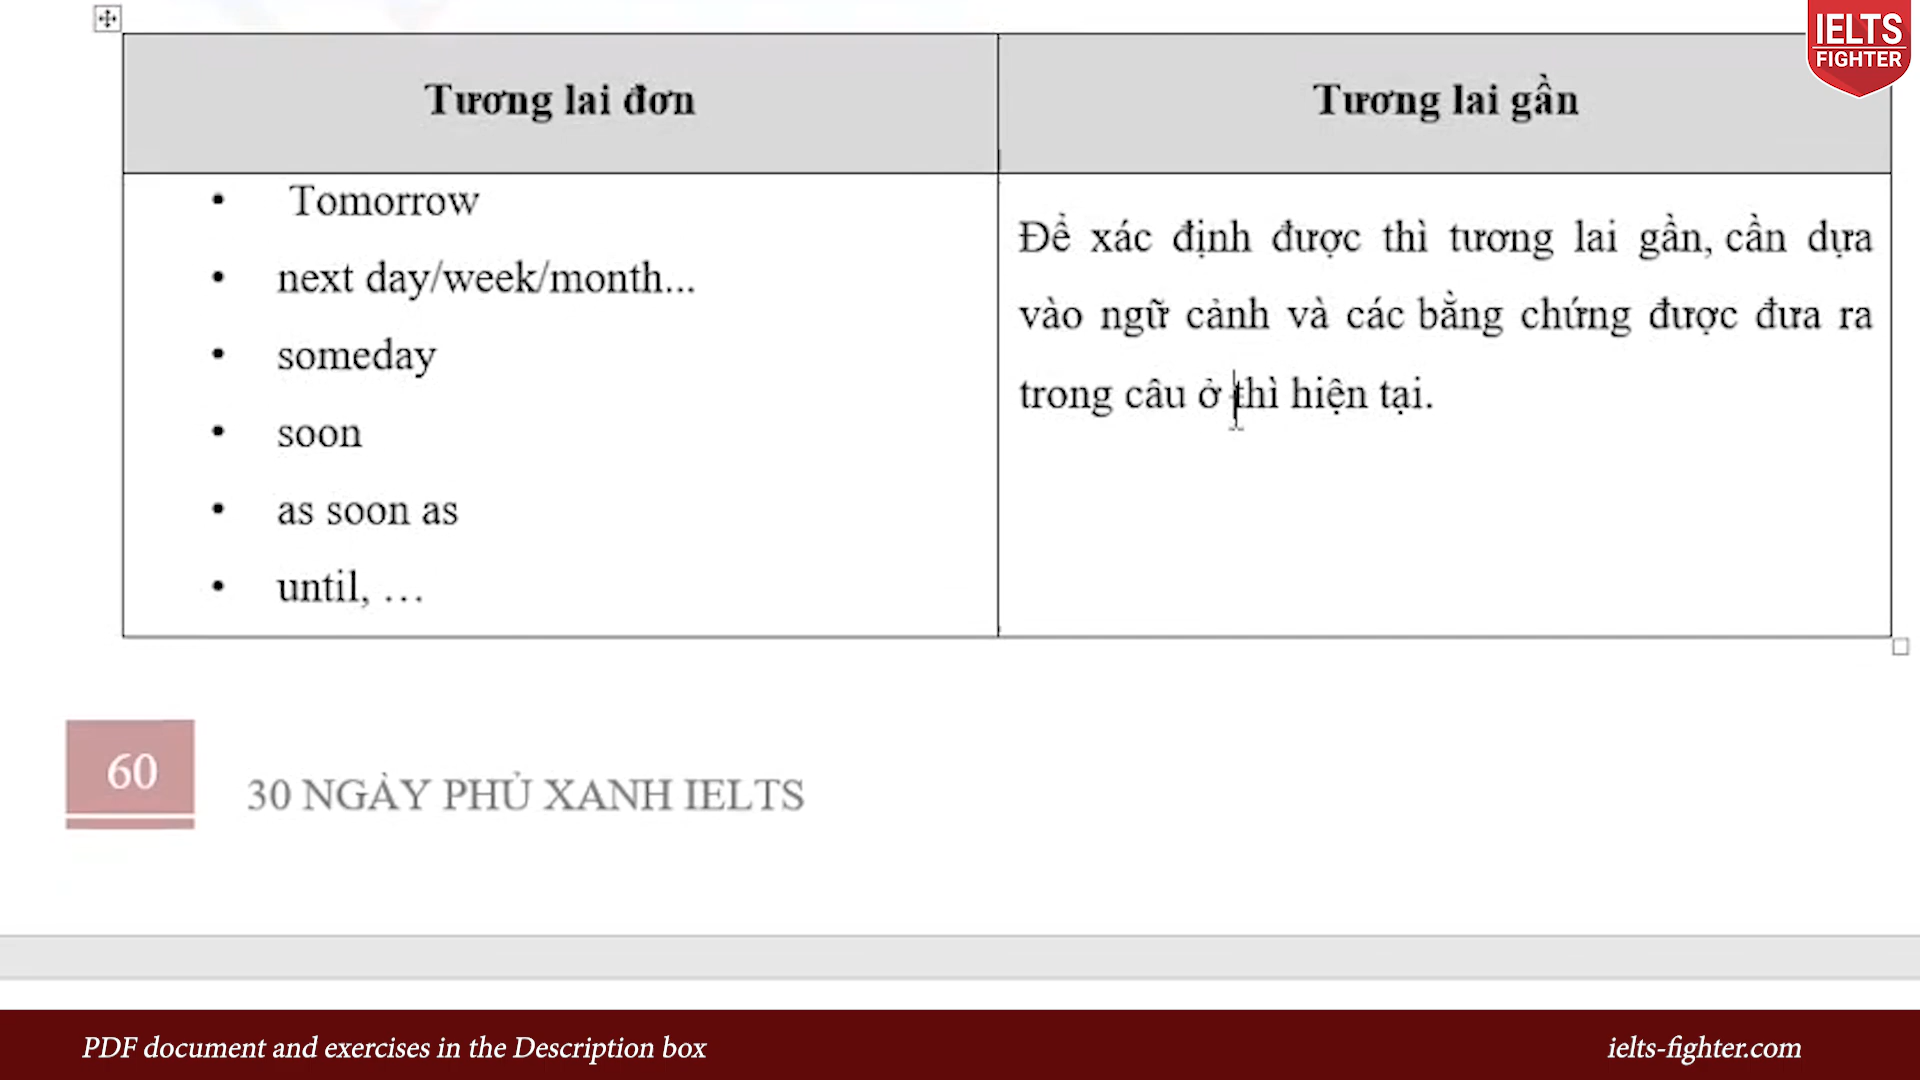 IELTS
FIGHTER
Tương lai đơn
Tương lai gần
• Tomorrow
• next day/week/month...
• someday
• soon
• as soon as
• until, …
Để xác định được thì tương lai gần, cần dựa
vào ngữ cảnh và các bằng chứng được đưa ra
trong câu ở thì hiện tại.
60
30 NGÀY PHỦ XANH IELTS
PDF document and exercises in the Description box
ielts-fighter.com